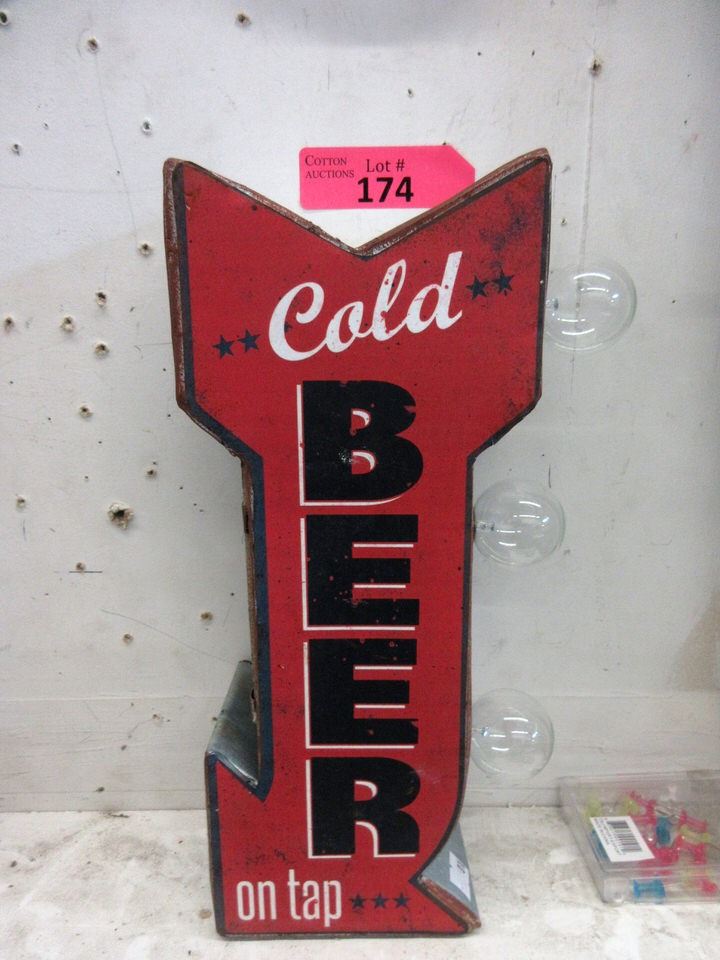 COTTON
AUCTIONS
Lot #
174
Cold
BEER
on tap